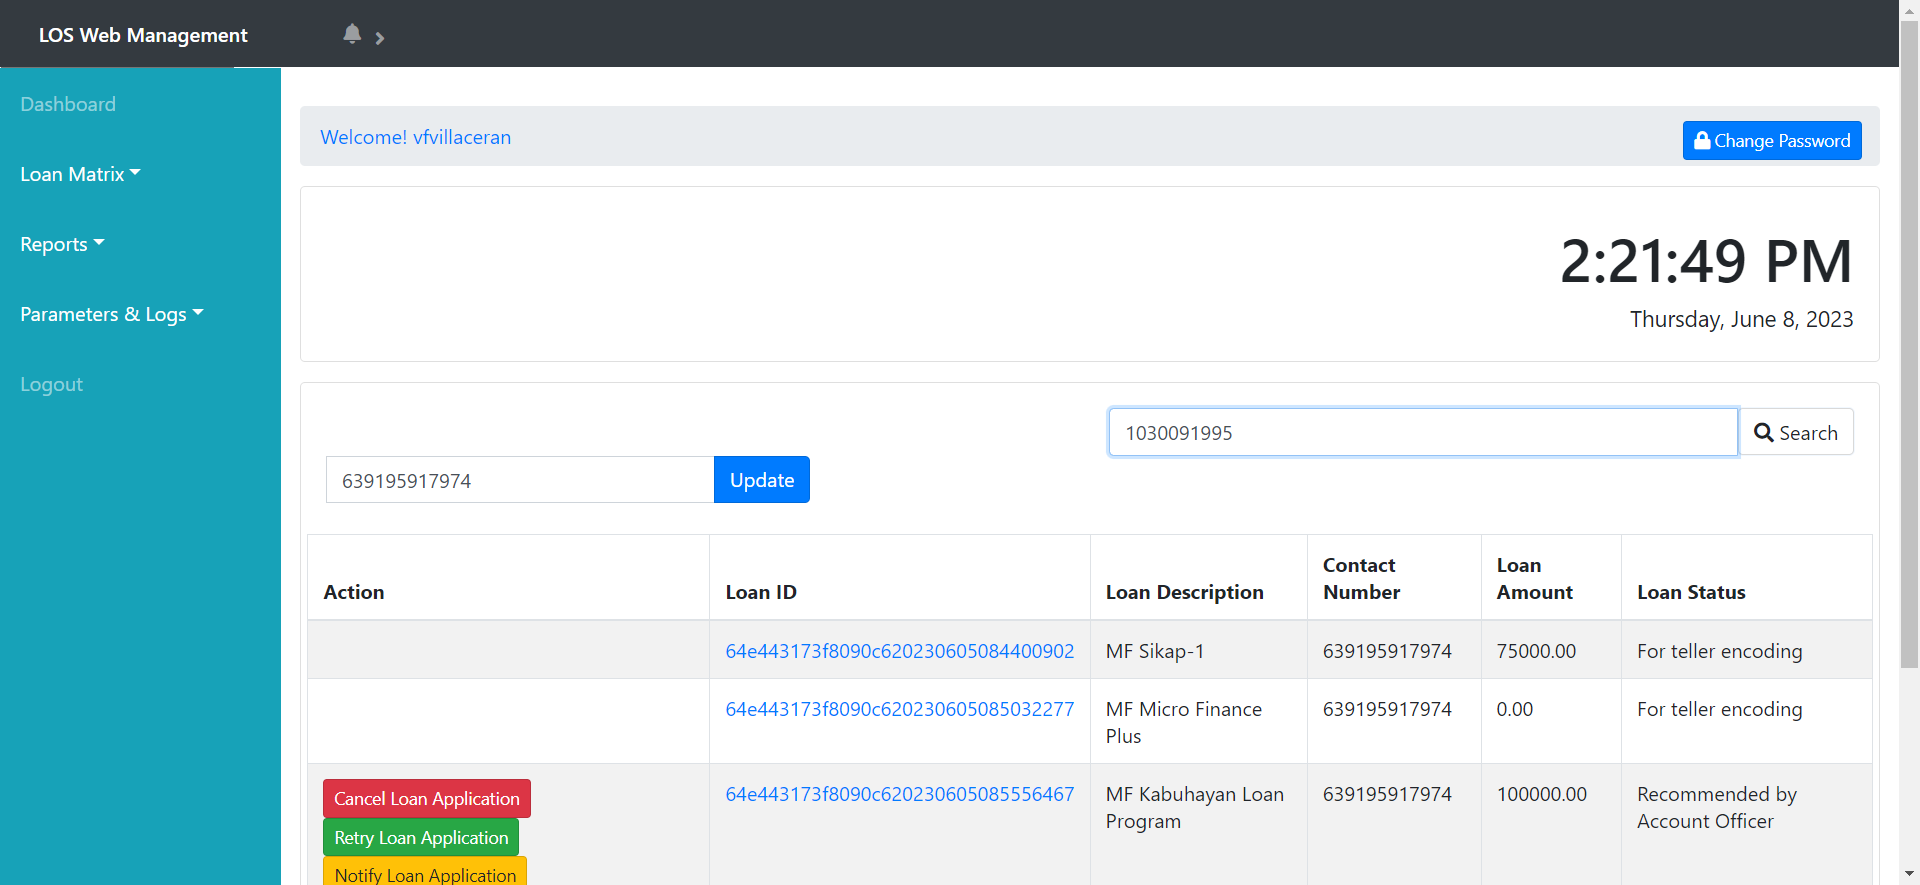 LOS Web Management
Dashboard
Loan Matrix
Reports
Parameters & Logs
Logout
Welcome! vfvillaceran
Change Password
2:21:49 PM
Thursday, June 8, 2023
1030091995
Search
639195917974
Update
Action
Loan ID
Loan Description
Contact
Number
Loan
Amount
Loan Status
64e443173f8090c620230605084400902
MF Sikap-1
639195917974
75000.00
For teller encoding
64e443173f8090c620230605085032277
MF Micro Finance
Plus
639195917974
0.00
For teller encoding
Cancel Loan Application
Retry Loan Application
Notify Loan Application
64e443173f8090c620230605085556467
MF Kabuhayan Loan
Program
639195917974
100000.00
Recommended by
Account Officer